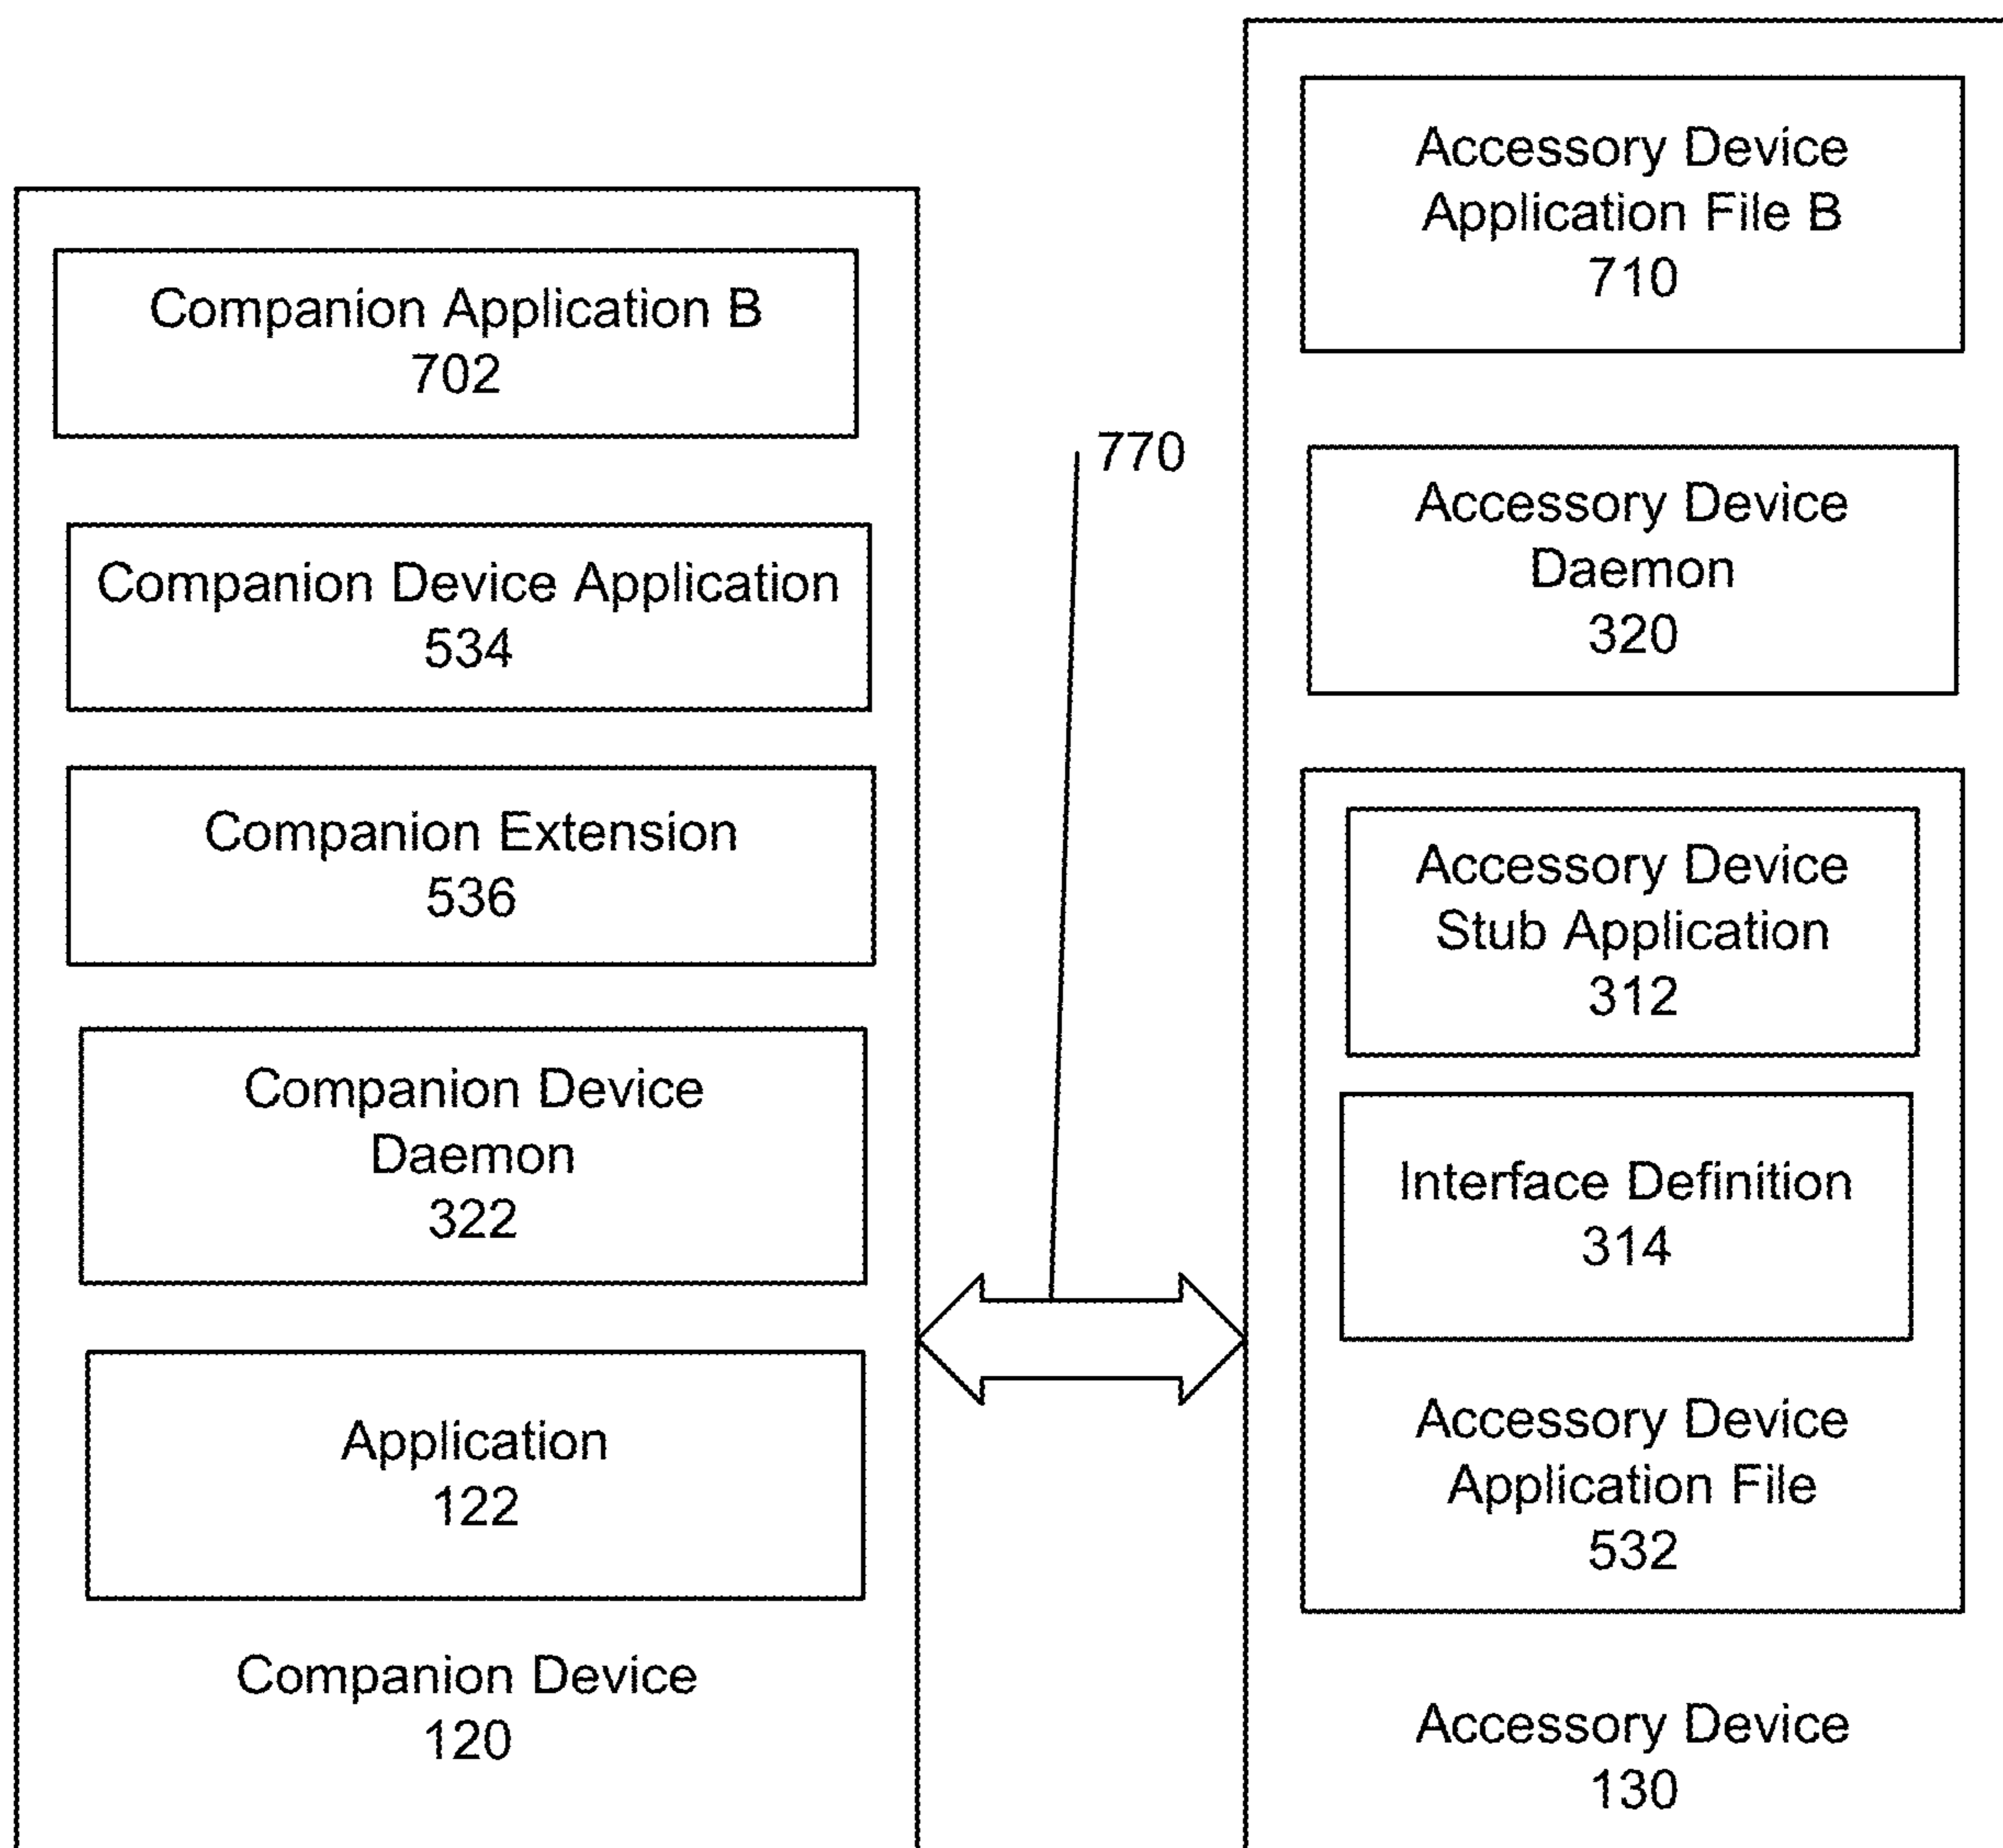 Companion Application B
702
Companion Device Application
534
Companion Extension
536
Companion Device
Daemon
322
Application
122
Companion Device
120
770
Accessory Device
Application File B
710
Accessory Device
Daemon
320
Accessory Device
Stub Application
312
Interface Definition
314
Accessory Device
Application File
532
Accessory Device
130